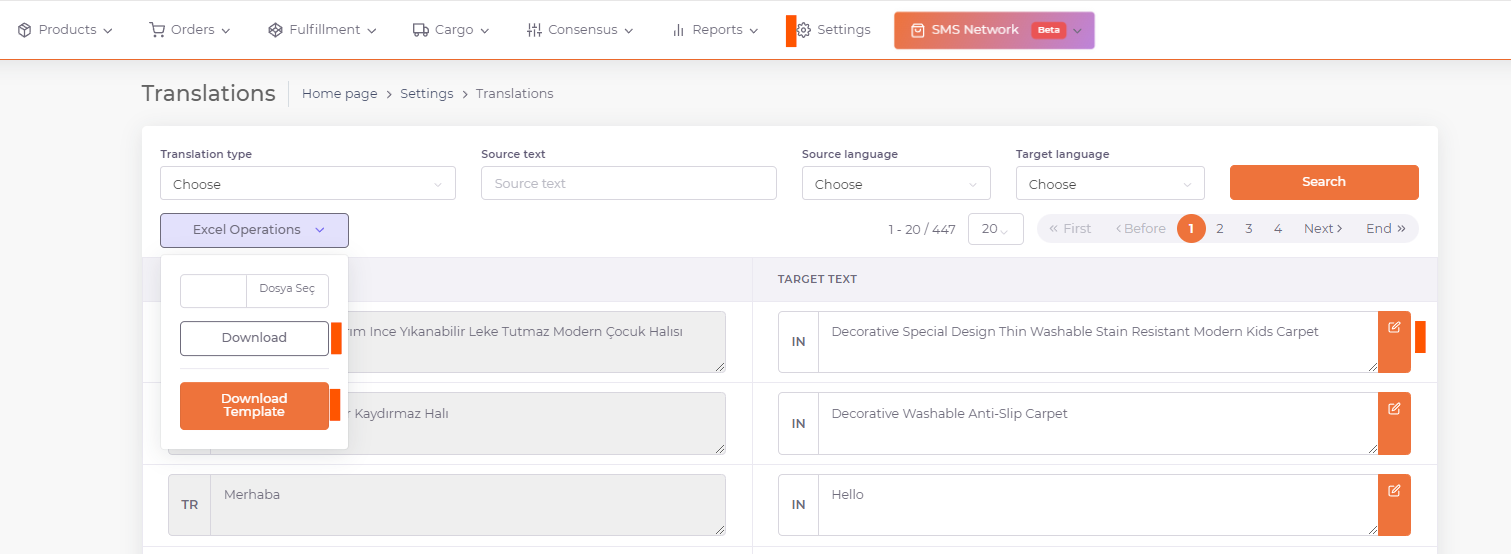 Products Orders Fulfillment Cargo Consensus Reports Settings SMS Network Beta
Translations Home page > Settings > Translations
Translation type Source text Source language Target language
Choose Source text Choose Choose Search
Excel Operations 1 - 20 / 447 20 « First ‹ Before 1 2 3 4 Next › End »
TARGET TEXT
Dosya Seç
Download
Download
Template
Ince Yıkanabilir Leke Tutmaz Modern Çocuk Halısı IN Decorative Special Design Thin Washable Stain Resistant Modern Kids Carpet
Kaydırmaz Halı IN Decorative Washable Anti-Slip Carpet
TR Merhaba IN Hello